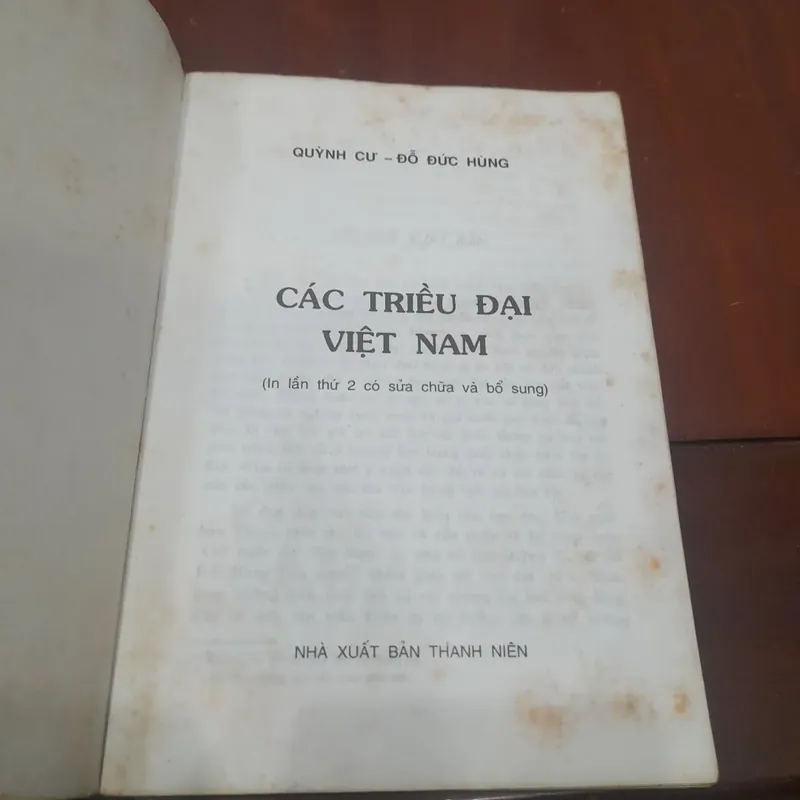 QUỲNH CƯ – ĐỖ ĐỨC HÙNG
CÁC TRIỀU ĐẠI
VIỆT NAM
(In lần thứ 2 có sửa chữa và bổ sung)
NHÀ XUẤT BẢN THANH NIÊN